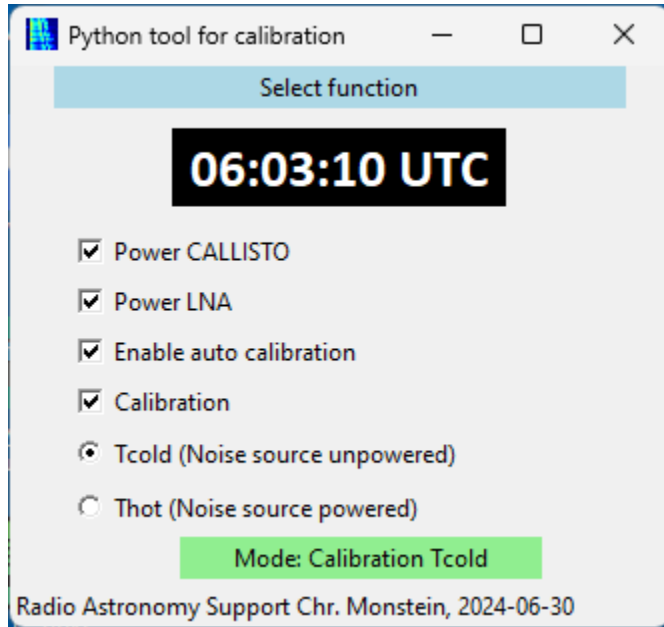 Python tool for calibration
Select function
06:03:10 UTC
Power CALLISTO
Power LNA
Enable auto calibration
Calibration
Tcold (Noise source unpowered)
Thot (Noise source powered)
Mode: Calibration Tcold
Radio Astronomy Support Chr. Monstein, 2024-06-30